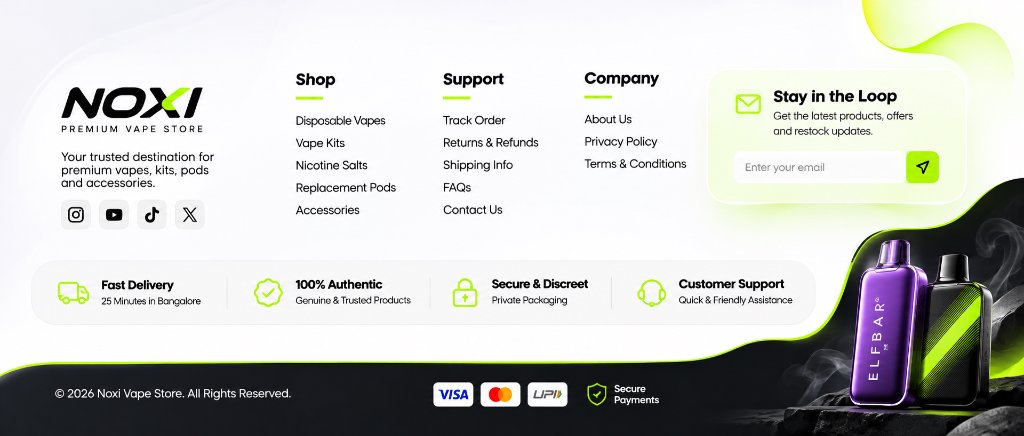 NOXI
PREMIUM VAPE STORE
Your trusted destination for
premium vapes, kits, pods
and accessories.
Shop
Disposable Vapes
Vape Kits
Nicotine Salts
Replacement Pods
Accessories
Support
Track Order
Returns & Refunds
Shipping Info
FAQs
Contact Us
Company
About Us
Privacy Policy
Terms & Conditions
Stay in the Loop
Get the latest products, offers
and restock updates.
Enter your email
Fast Delivery
25 Minutes in Bangalore
100% Authentic
Genuine & Trusted Products
Secure & Discreet
Private Packaging
Customer Support
Quick & Friendly Assistance
ELFBAR
© 2026 Noxi Vape Store. All Rights Reserved.
VISA
UPI
Secure
Payments